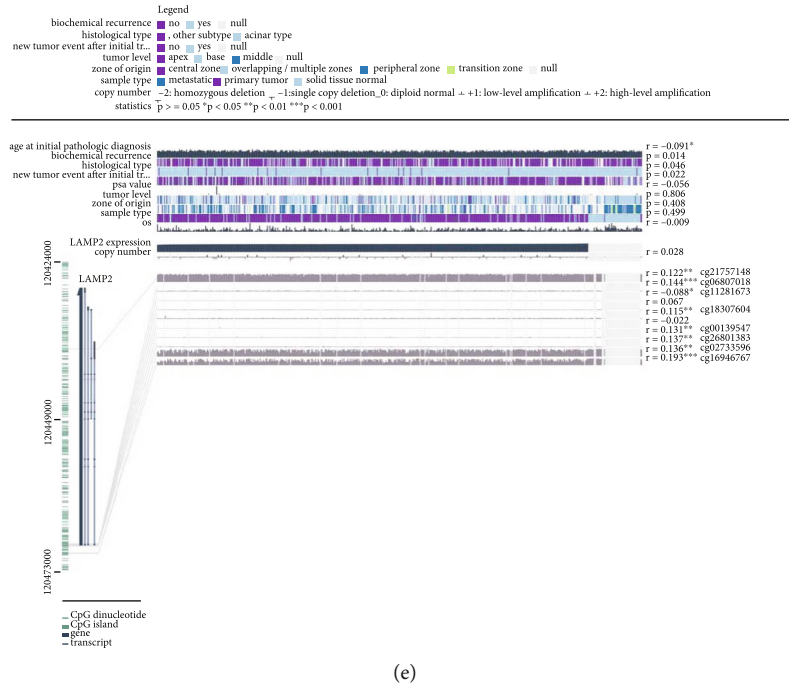 Legend
biochemical recurrence no yes null
histological type , other subtype acinar type
new tumor event after initial tr... no yes null
tumor level apex base middle null
zone of origin central zone overlapping / multiple zones peripheral zone transition zone null
sample type metastatic primary tumor solid tissue normal
copy number −2: homozygous deletion −1:single copy deletion_0: diploid normal +1: low-level amplification +2: high-level amplification
statistics p > = 0.05 *p < 0.05 **p < 0.01 ***p < 0.001
age at initial pathologic diagnosis r = −0.091*
biochemical recurrence p = 0.014
histological type p = 0.046
new tumor event after initial tr... p = 0.022
psa value r = −0.056
tumor level p = 0.806
zone of origin p = 0.408
sample type p = 0.499
os r = −0.009
LAMP2 expression
copy number r = 0.028
120424000
LAMP2
r = 0.122** cg21757148
r = 0.144*** cg06807018
r = −0.088* cg11281673
r = 0.067
r = 0.115** cg18307604
r = −0.022
r = 0.131** cg00139547
r = 0.137** cg26801383
r = 0.136** cg02733596
r = 0.193*** cg16946767
120449000
120473000
CpG dinucleotide
CpG island
gene
transcript
(e)